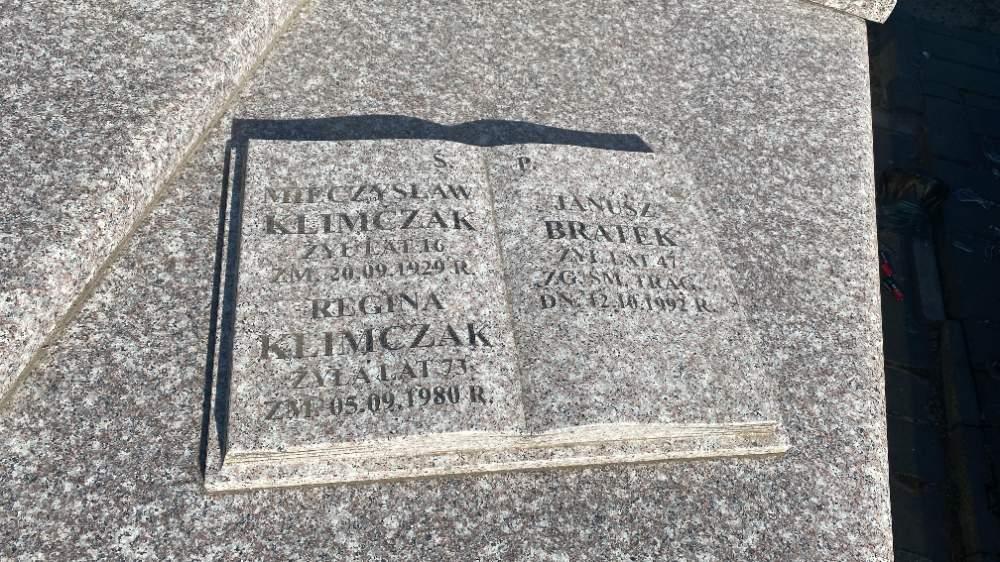 S. P.
MIECZYSŁAW
KLIMCZAK
ŻYŁ LAT 16
ZM. 20.09.1929 R.
REGINA
KLIMCZAK
ŻYŁA LAT 73
ZM. 05.09.1980 R.
JANUSZ
BRATEK
ŻYŁ LAT 47
ZG. ŚM. TRAG.
DN. 12.10.1992 R.